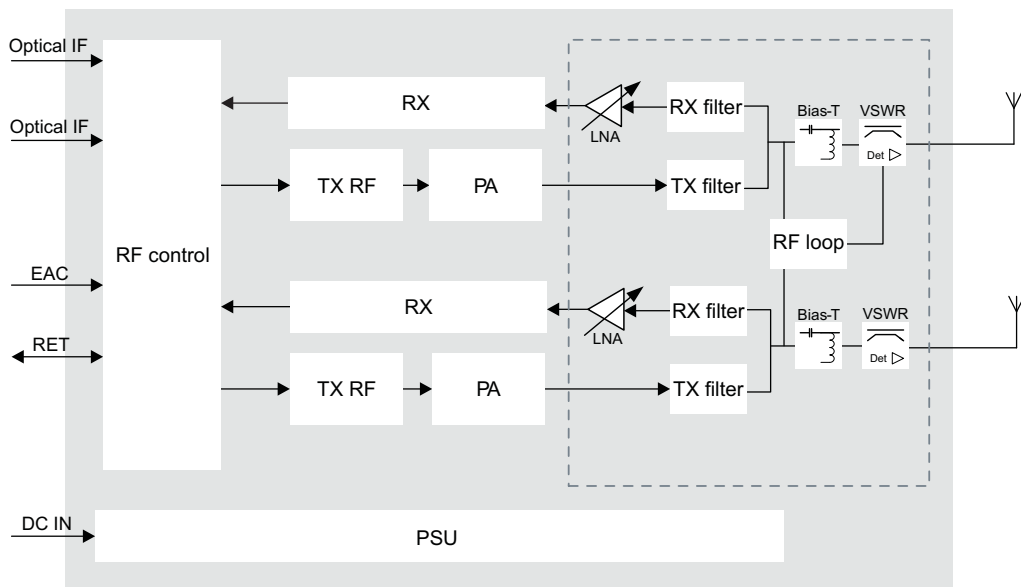 Optical IF
Optical IF
EAC
RET
DC IN
RF control
RX
LNA
RX filter
Bias-T
VSWR
Det
TX RF
PA
TX filter
RF loop
RX
LNA
RX filter
Bias-T
VSWR
Det
TX RF
PA
TX filter
PSU